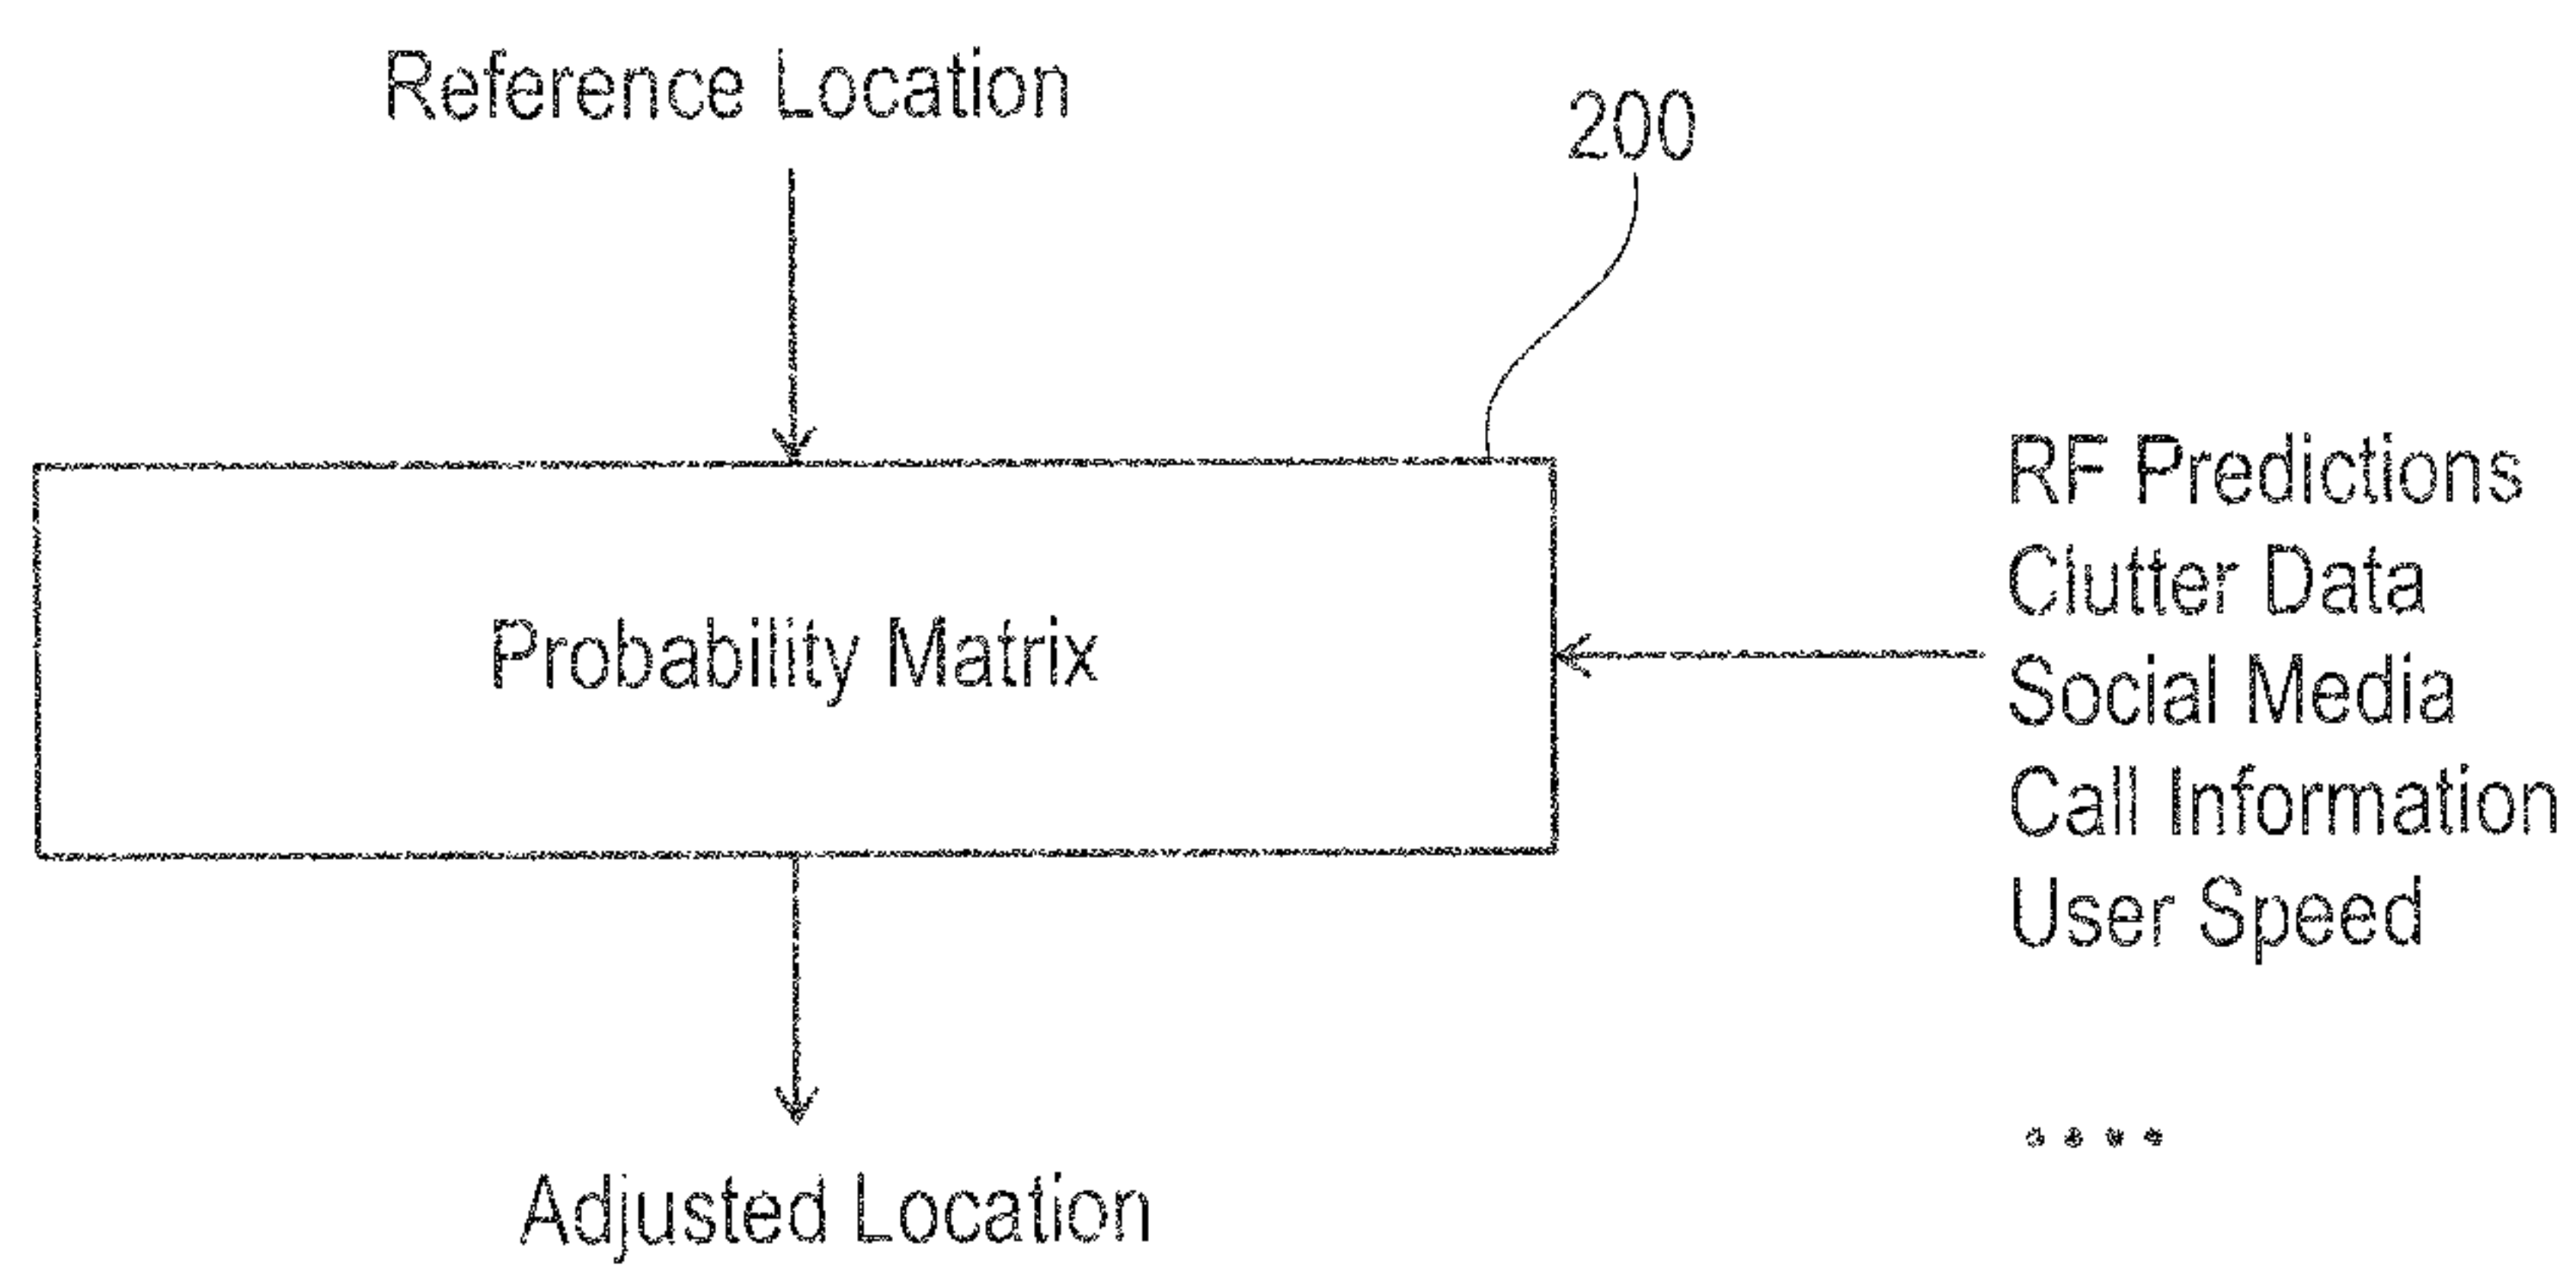 Reference Location
200
Probability Matrix
RF Predictions
Clutter Data
Social Media
Call Information
User Speed
....
Adjusted Location